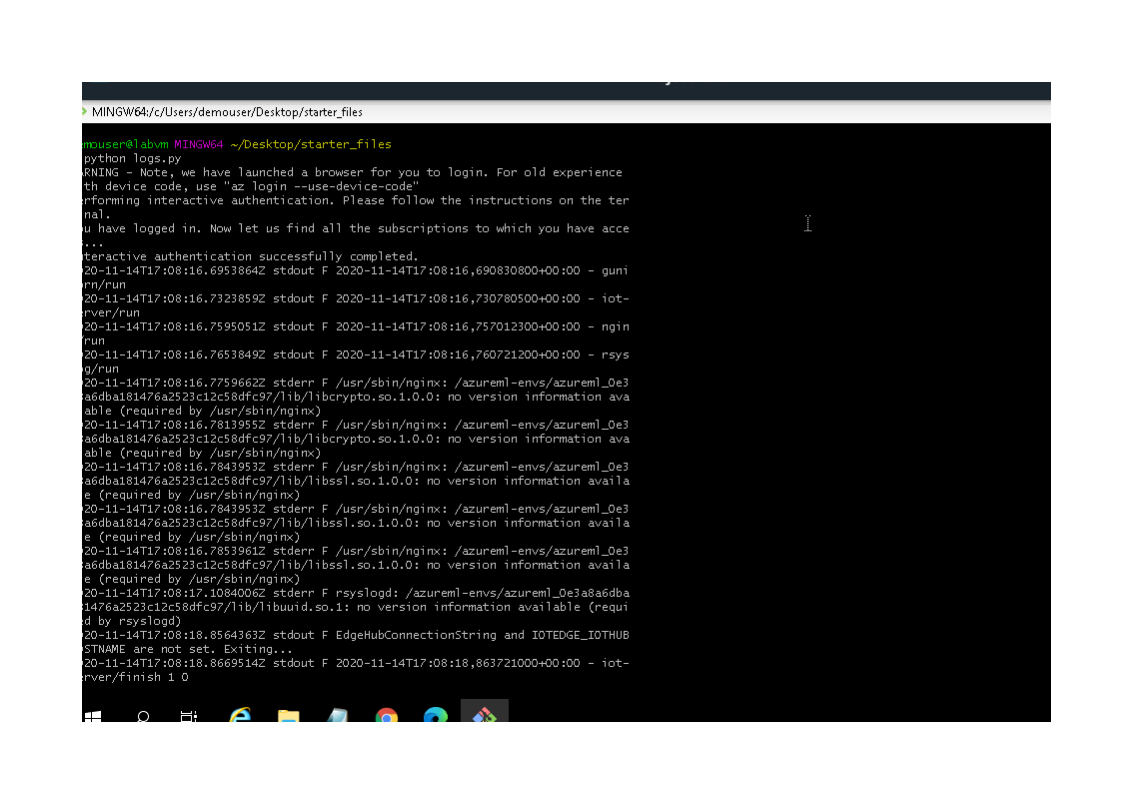 MINGW64:/c/Users/demouser/Desktop/starter_files
mouser@labvm MINGW64 ~/Desktop/starter_files
python logs.py
RNING - Note, we have launched a browser for you to login. For old experience
th device code, use "az login --use-device-code"
rforming interactive authentication. Please follow the instructions on the ter
nal.
u have logged in. Now let us find all the subscriptions to which you have acce
s...
teractive authentication successfully completed.
20-11-14T17:08:16.6953864Z stdout F 2020-11-14T17:08:16,690830800+00:00 - guni
rn/run
20-11-14T17:08:16.7323859Z stdout F 2020-11-14T17:08:16,730780500+00:00 - iot-
rver/run
20-11-14T17:08:16.7595051Z stdout F 2020-11-14T17:08:16,757012300+00:00 - ngin
/run
20-11-14T17:08:16.7653849Z stdout F 2020-11-14T17:08:16,760721200+00:00 - rsys
g/run
20-11-14T17:08:16.7759662Z stderr F /usr/sbin/nginx: /azureml-envs/azureml_0e3
a6dba181476a2523c12c58dfc97/lib/libcrypto.so.1.0.0: no version information ava
able (required by /usr/sbin/nginx)
20-11-14T17:08:16.7813955Z stderr F /usr/sbin/nginx: /azureml-envs/azureml_0e3
a6dba181476a2523c12c58dfc97/lib/libcrypto.so.1.0.0: no version information ava
able (required by /usr/sbin/nginx)
20-11-14T17:08:16.7843953Z stderr F /usr/sbin/nginx: /azureml-envs/azureml_0e3
a6dba181476a2523c12c58dfc97/lib/libssl.so.1.0.0: no version information availa
e (required by /usr/sbin/nginx)
20-11-14T17:08:16.7843953Z stderr F /usr/sbin/nginx: /azureml-envs/azureml_0e3
a6dba181476a2523c12c58dfc97/lib/libssl.so.1.0.0: no version information availa
e (required by /usr/sbin/nginx)
20-11-14T17:08:16.7853961Z stderr F /usr/sbin/nginx: /azureml-envs/azureml_0e3
a6dba181476a2523c12c58dfc97/lib/libssl.so.1.0.0: no version information availa
e (required by /usr/sbin/nginx)
20-11-14T17:08:17.1084006Z stderr F rsyslogd: /azureml-envs/azureml_0e3a8a6dba
1476a2523c12c58dfc97/lib/libuuid.so.1: no version information available (requi
d by rsyslogd)
20-11-14T17:08:18.8564363Z stdout F EdgeHubConnectionString and IOTEDGE_IOTHUB
STNAME are not set. Exiting...
20-11-14T17:08:18.8669514Z stdout F 2020-11-14T17:08:18,863721000+00:00 - iot-
rver/finish 1 0